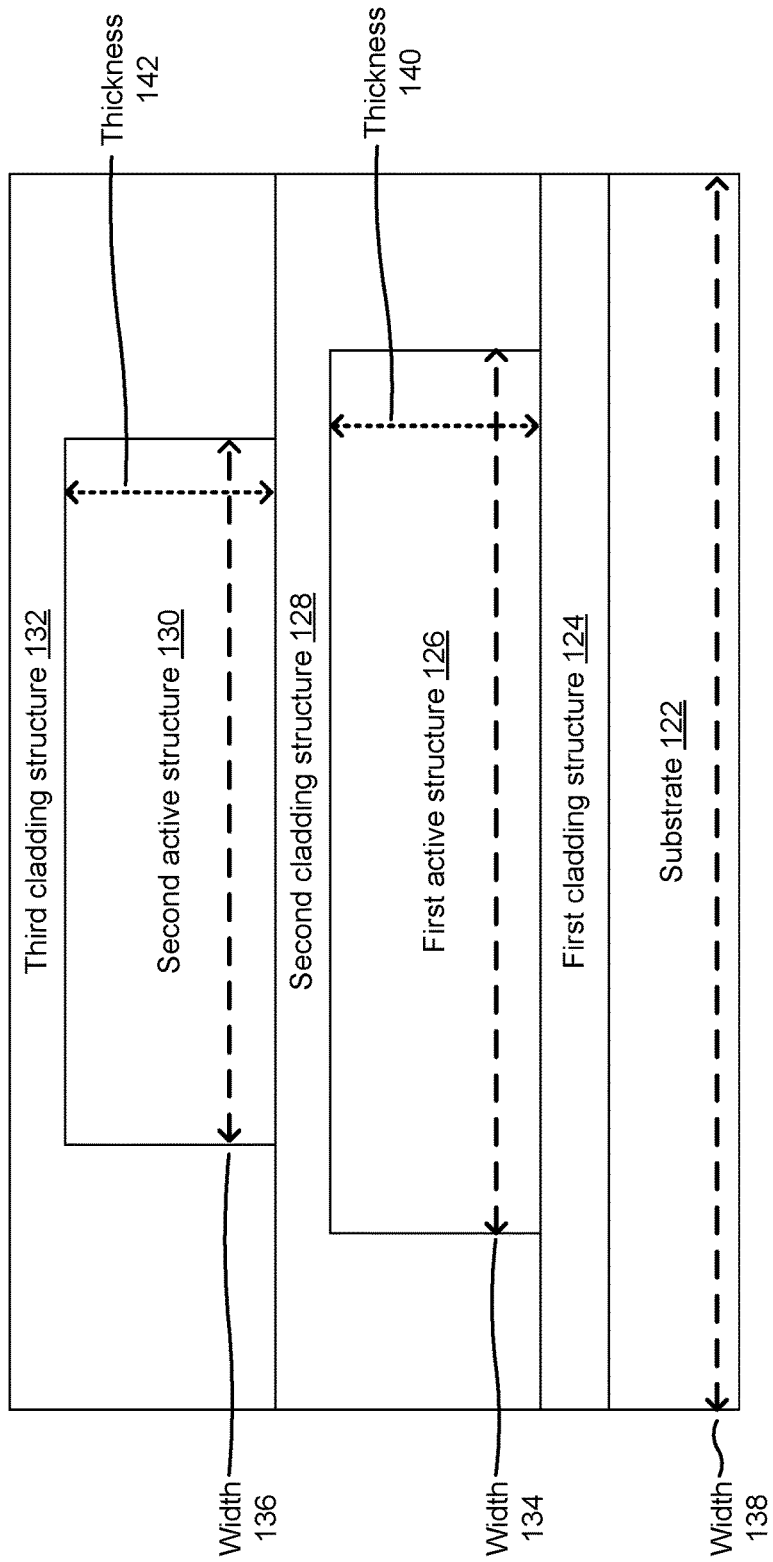 Thickness
142
Third cladding structure 132
Second active structure 130
Width
136
Second cladding structure 128
Thickness
140
First active structure 126
Width
134
First cladding structure 124
Substrate 122
Width
138